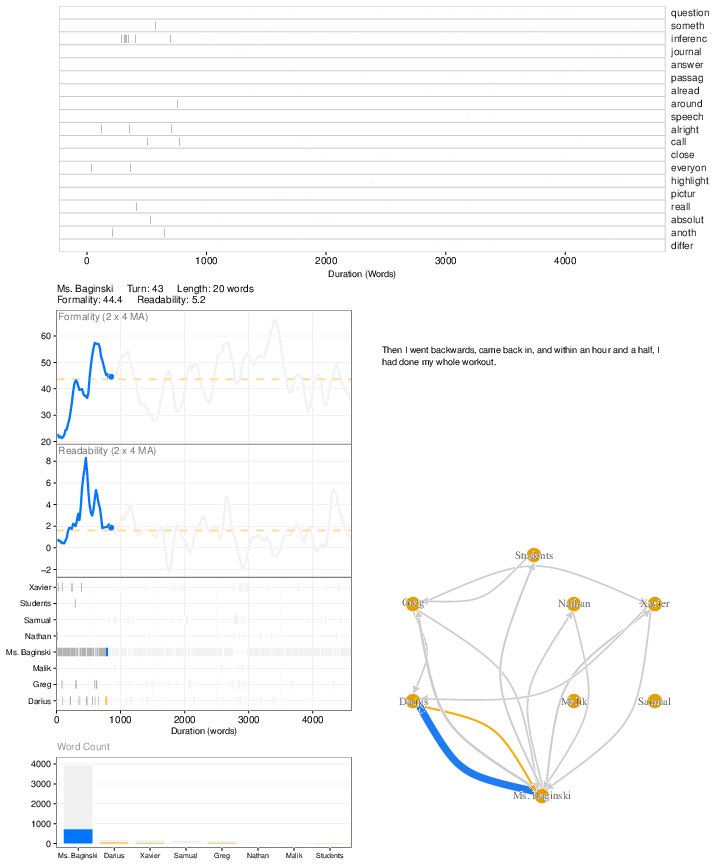 question
someth
inferenc
journal
answer
passag
alread
around
speech
alright
call
close
everyon
highlight
pictur
reall
absolut
anoth
differ
0 1000 2000 3000 4000
Duration (Words)
Ms. Baginski Turn: 43 Length: 20 words
Formality: 44.4 Readability: 5.2
Formality (2 x 4 MA)
60
50
40
30
20
Then I went backwards, came back in, and within an hour and a half, I
had done my whole workout.
Readability (2 x 4 MA)
8
6
4
2
0
−2
Xavier
Students
Samual
Nathan
Ms. Baginski
Malik
Greg
Darius
0 1000 2000 3000 4000
Duration (words)
Students
Greg Nathan Xavier
Darius Malik Samual
Ms. Baginski
Word Count
4000
3000
2000
1000
0
Ms. Baginski Darius Xavier Samual Greg Nathan Malik Students